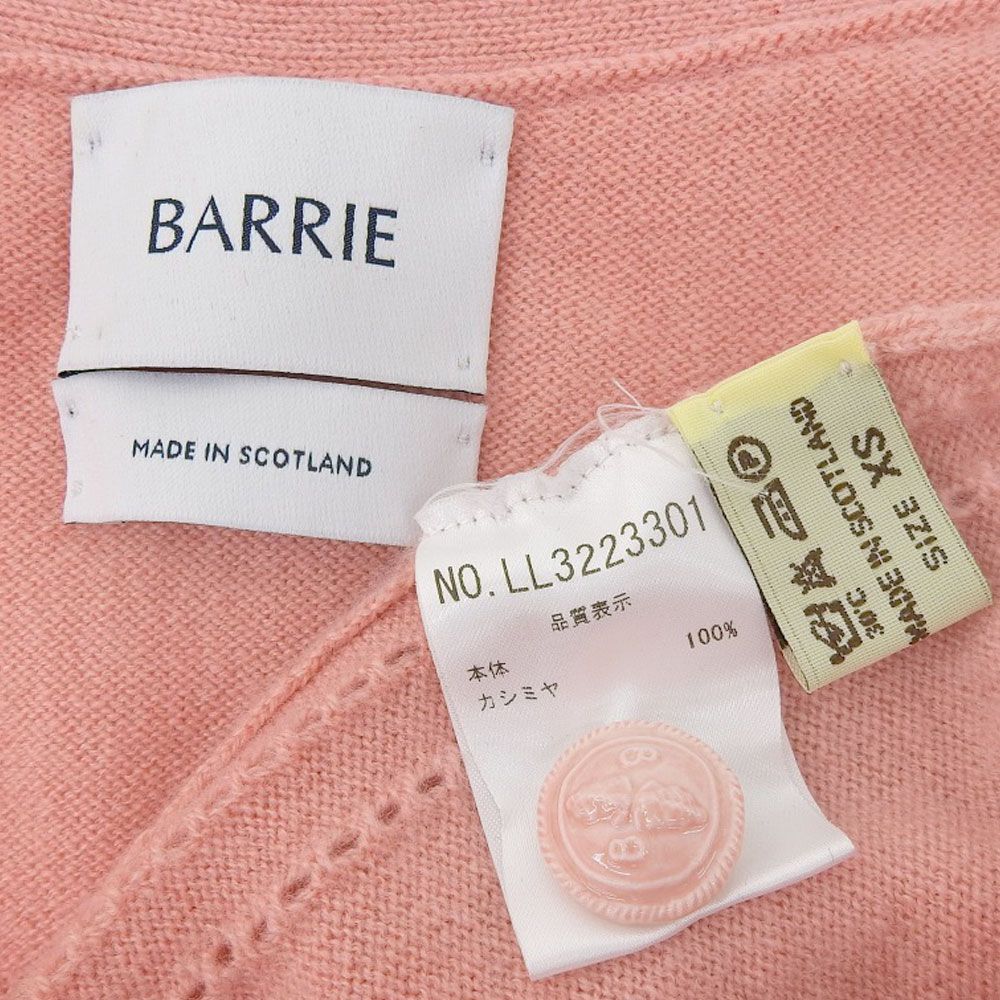 BARRIE
MADE IN SCOTLAND
NO. LL3223301
品質表示
本体 100%
カシミヤ
SIZE XS
MADE IN SCOTLAND
30C
P
B
B